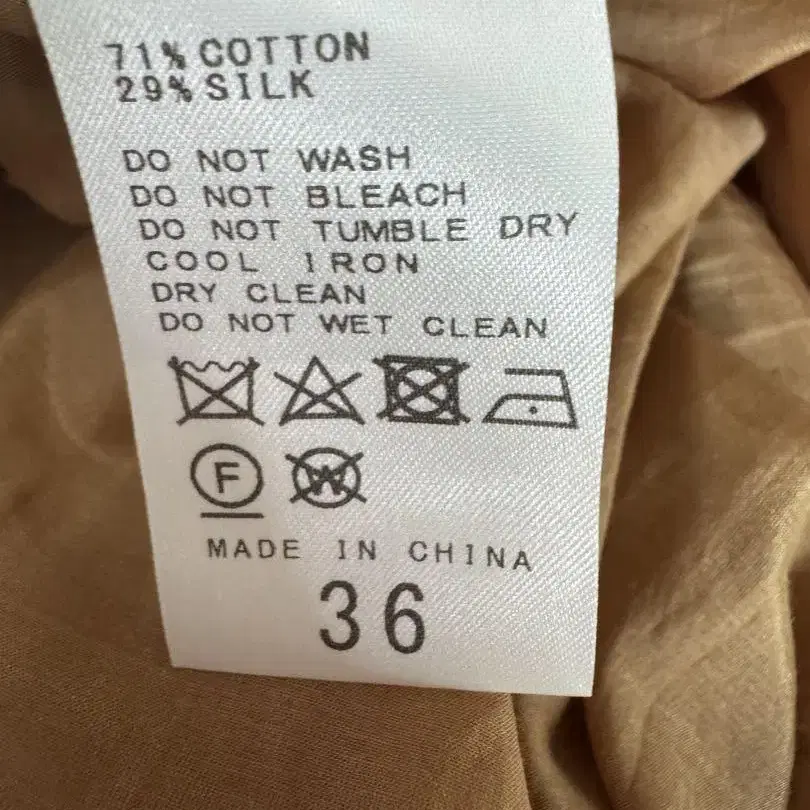 71% COTTON
29% SILK
DO NOT WASH
DO NOT BLEACH
DO NOT TUMBLE DRY
COOL IRON
DRY CLEAN
DO NOT WET CLEAN
F W
MADE IN CHINA
36